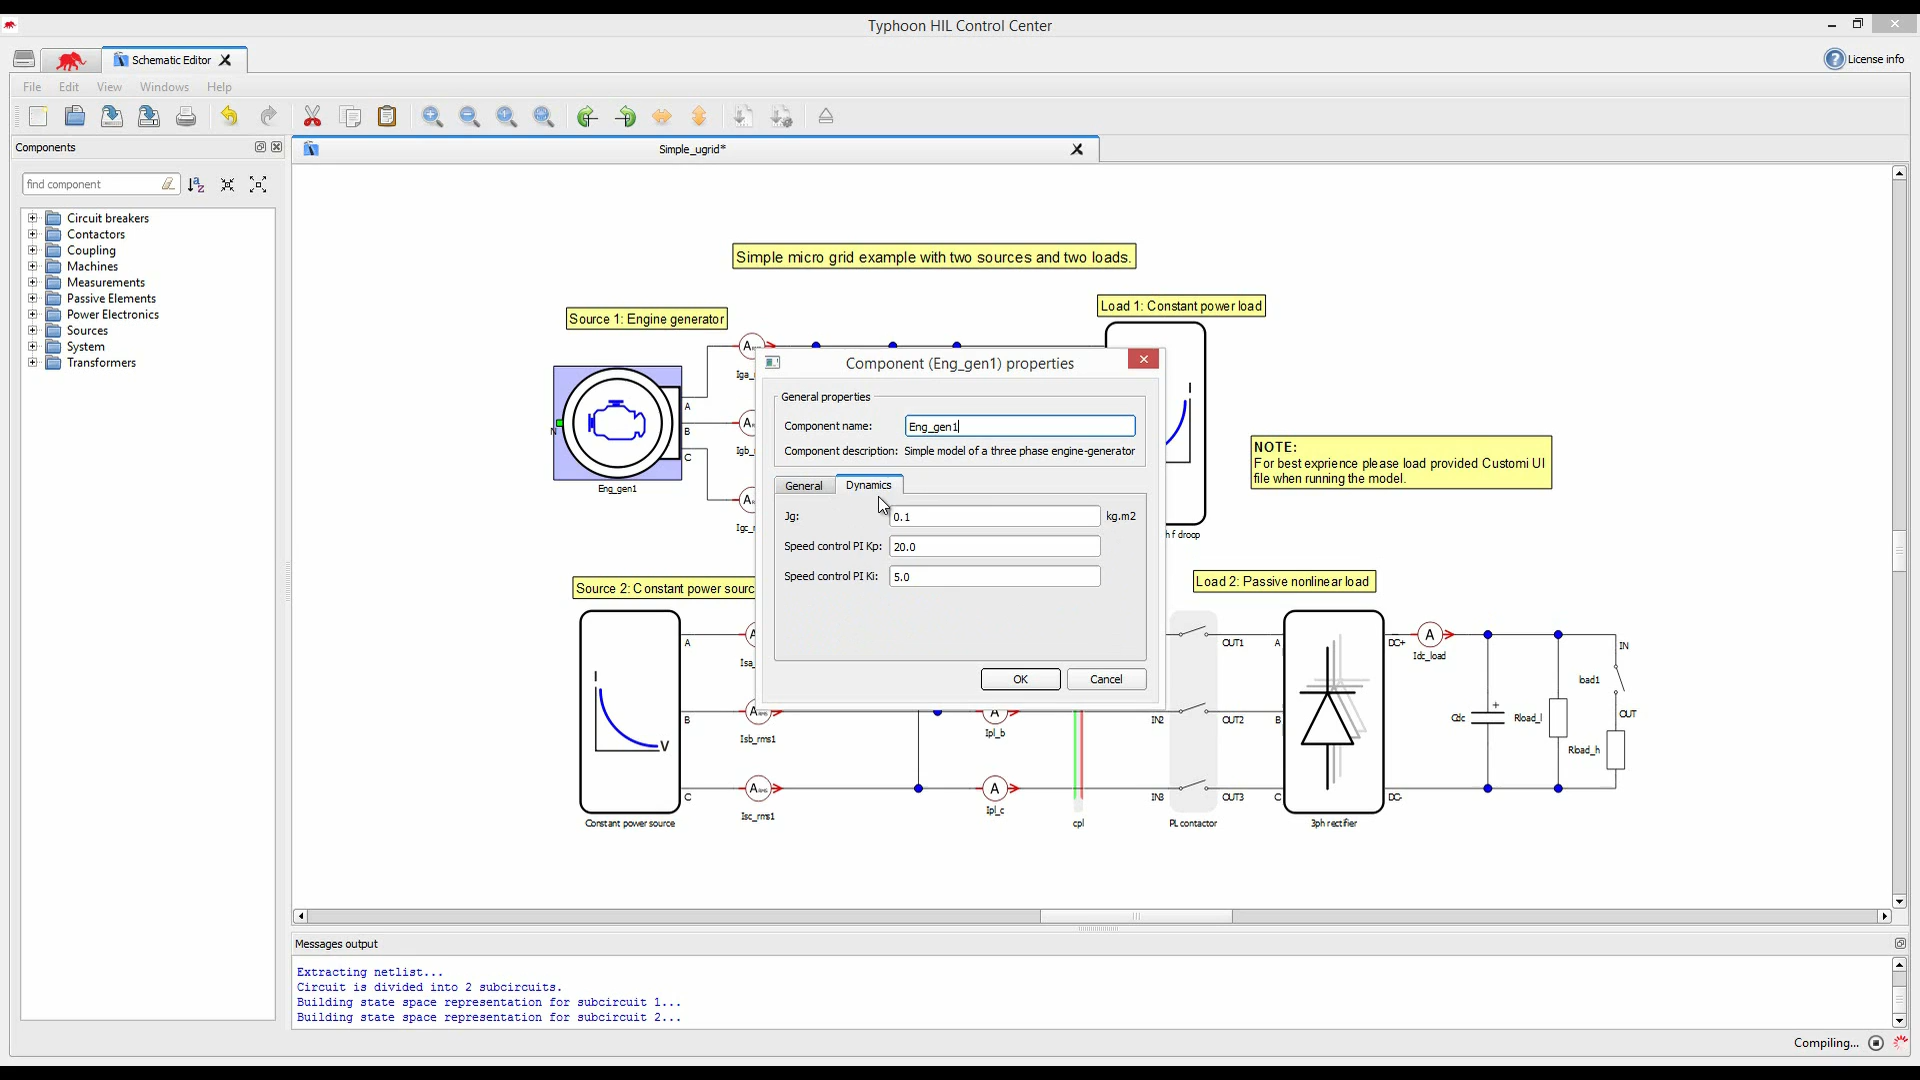 Typhoon HIL Control Center
Schematic Editor
License info
File Edit View Windows Help
Components
Simple_ugrid*
find component
Circuit breakers
Contactors
Coupling
Machines
Measurements
Passive Elements
Power Electronics
Sources
System
Transformers
Simple micro grid example with two sources and two loads.
Source 1: Engine generator
Load 1: Constant power load
A
Iga_
N
A
B
C
A
Igb_
Eng_gen1
A
Igc_
I
h f droop
NOTE:
For best exprience please load provided Customi UI
file when running the model.
Component (Eng_gen1) properties
General properties
Component name: Eng_gen1
Component description: Simple model of a three phase engine-generator
General Dynamics
Jg: 0.1 kg.m2
Speed control PI Kp: 20.0
Speed control PI Ki: 5.0
OK Cancel
Source 2: Constant power sourc
Load 2: Passive nonlinear load
I
V
A
B
C
Constant power source
Isa_
A
Isb_rms1
A
Isc_rms1
A
Ipl_b
A
Ipl_c
cpl
IN2
IN3
OUT1
OUT2
OUT3
PL contactor
A
B
C
DC+
DC-
3ph rectifier
A
Idc_load
Cdc
+
Rload_l
IN
load1
OUT
Rload_h
Messages output
Extracting netlist...
Circuit is divided into 2 subcircuits.
Building state space representation for subcircuit 1...
Building state space representation for subcircuit 2...
Compiling...